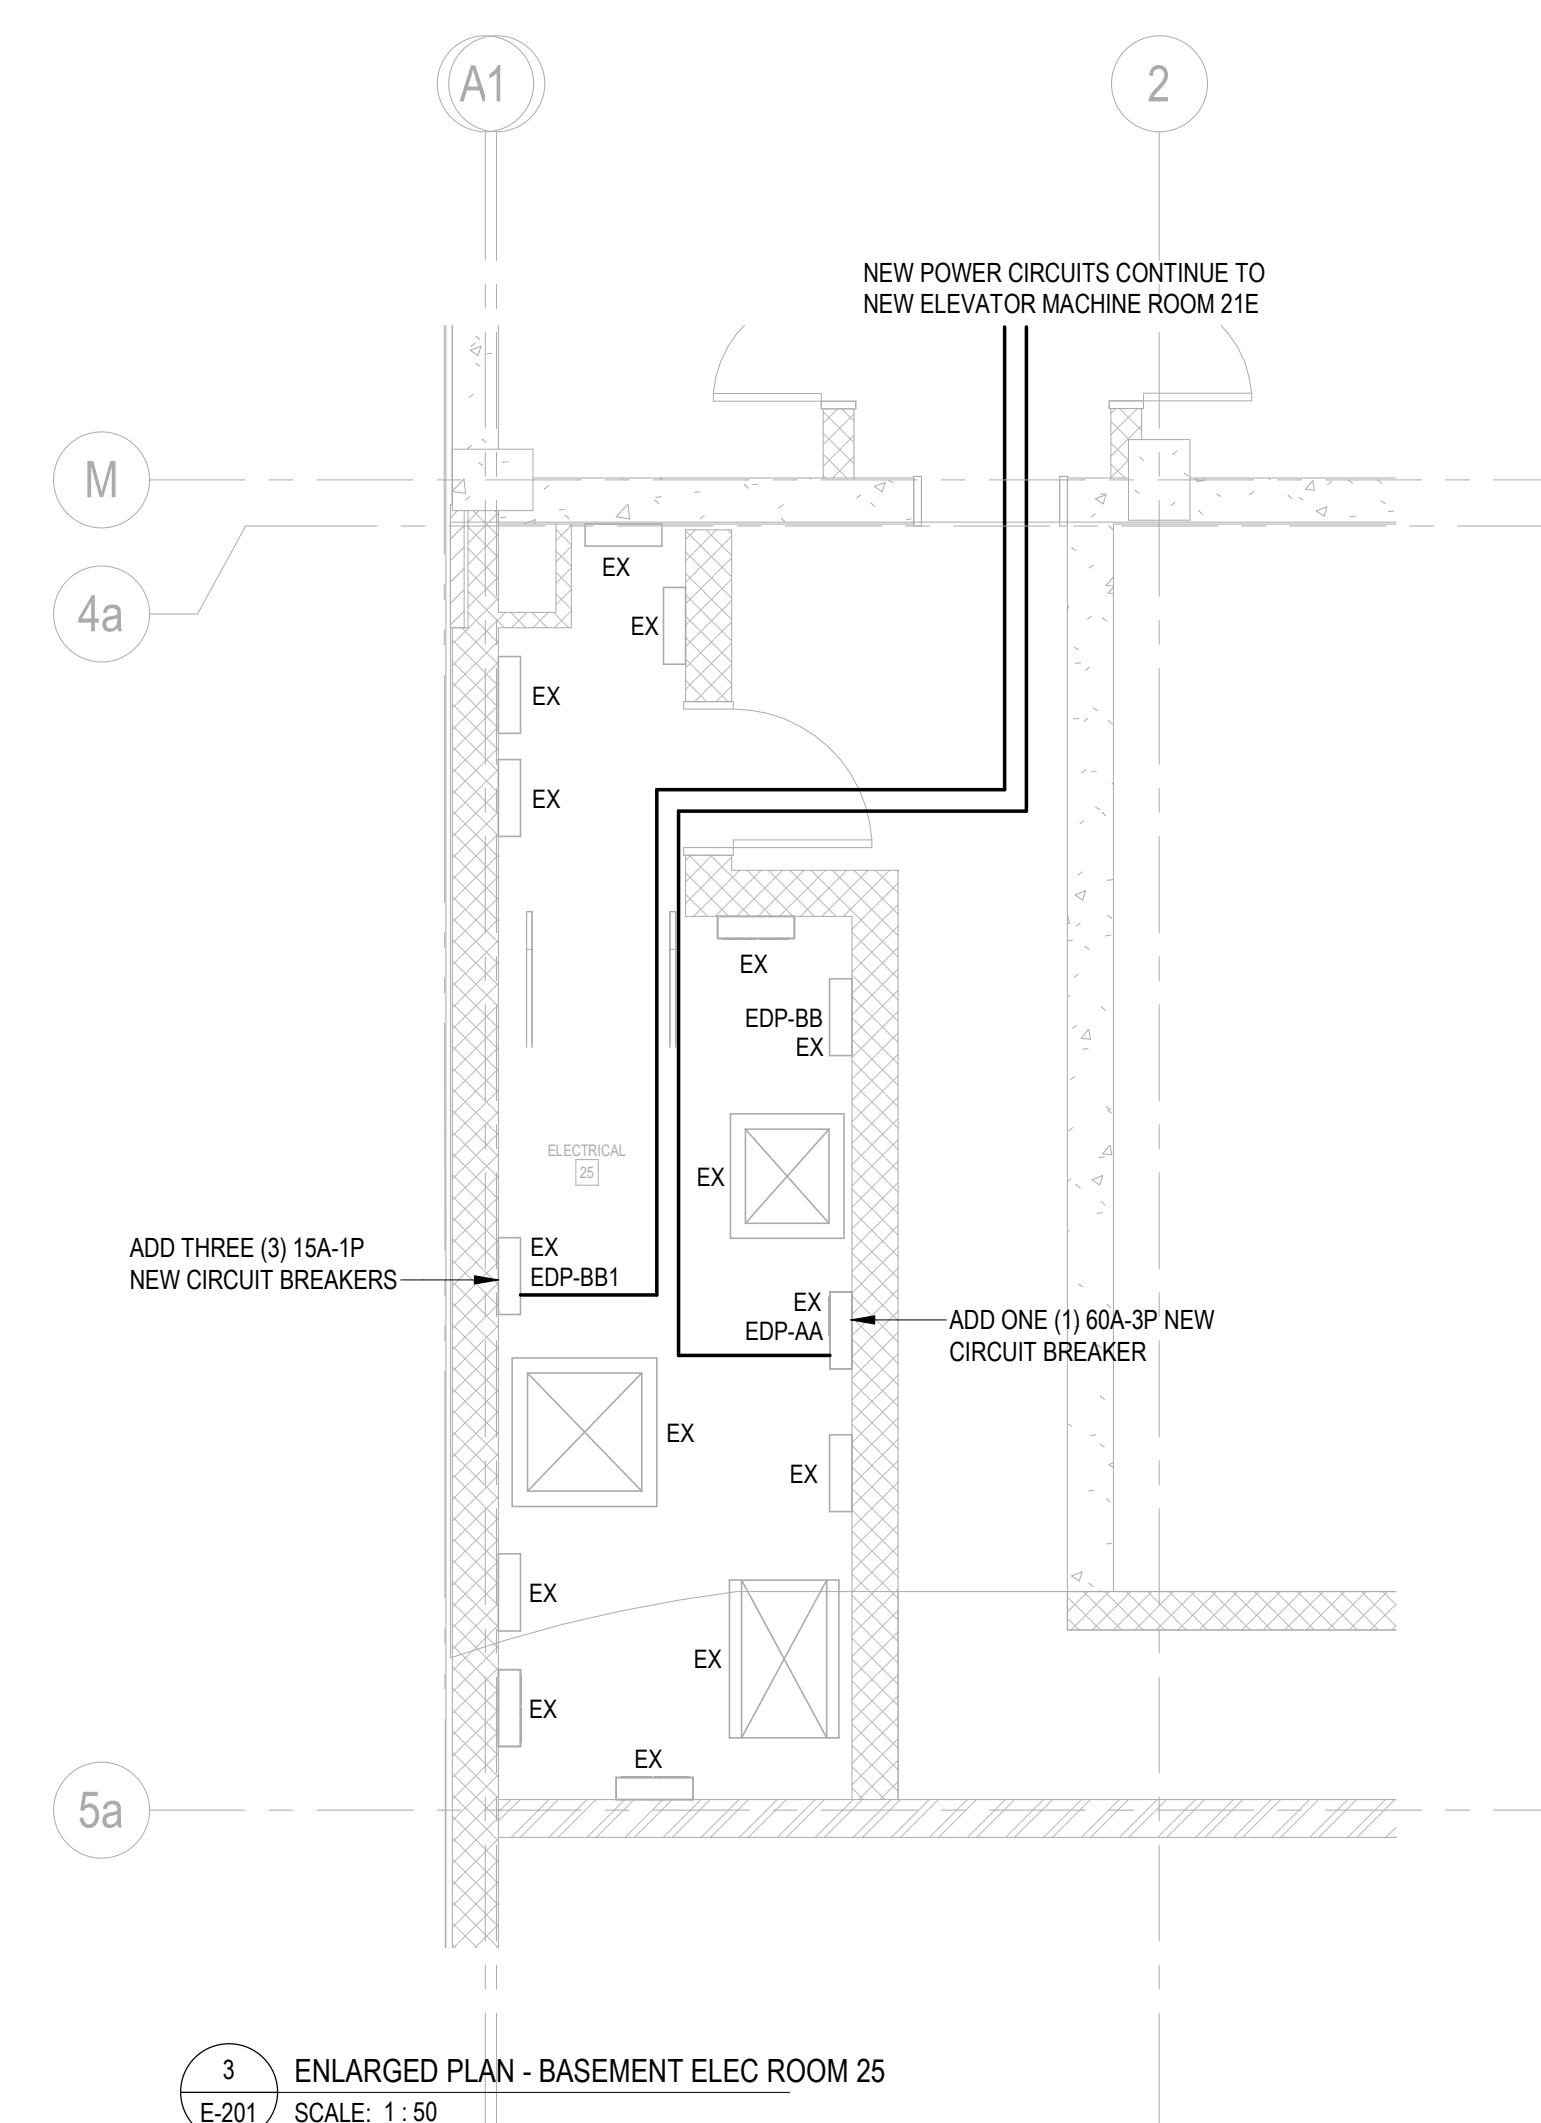 A1
2
NEW POWER CIRCUITS CONTINUE TO
NEW ELEVATOR MACHINE ROOM 21E
M
4a
EX
EX
EX
EX
EX
EDP-BB
EX
ELECTRICAL
25
EX
ADD THREE (3) 15A-1P
NEW CIRCUIT BREAKERS
EX
EDP-BB1
EX
EDP-AA
ADD ONE (1) 60A-3P NEW
CIRCUIT BREAKER
EX
EX
EX
EX
EX
EX
5a
3
E-201
ENLARGED PLAN - BASEMENT ELEC ROOM 25
SCALE: 1 : 50